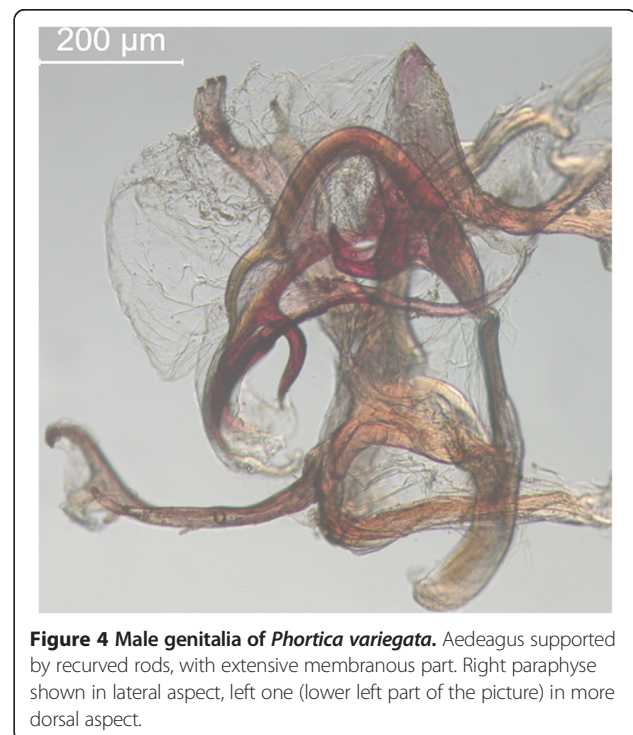 200 µm
Figure 4 Male genitalia of Phortica variegata. Aedeagus supported
by recurved rods, with extensive membranous part. Right paraphyse
shown in lateral aspect, left one (lower left part of the picture) in more
dorsal aspect.